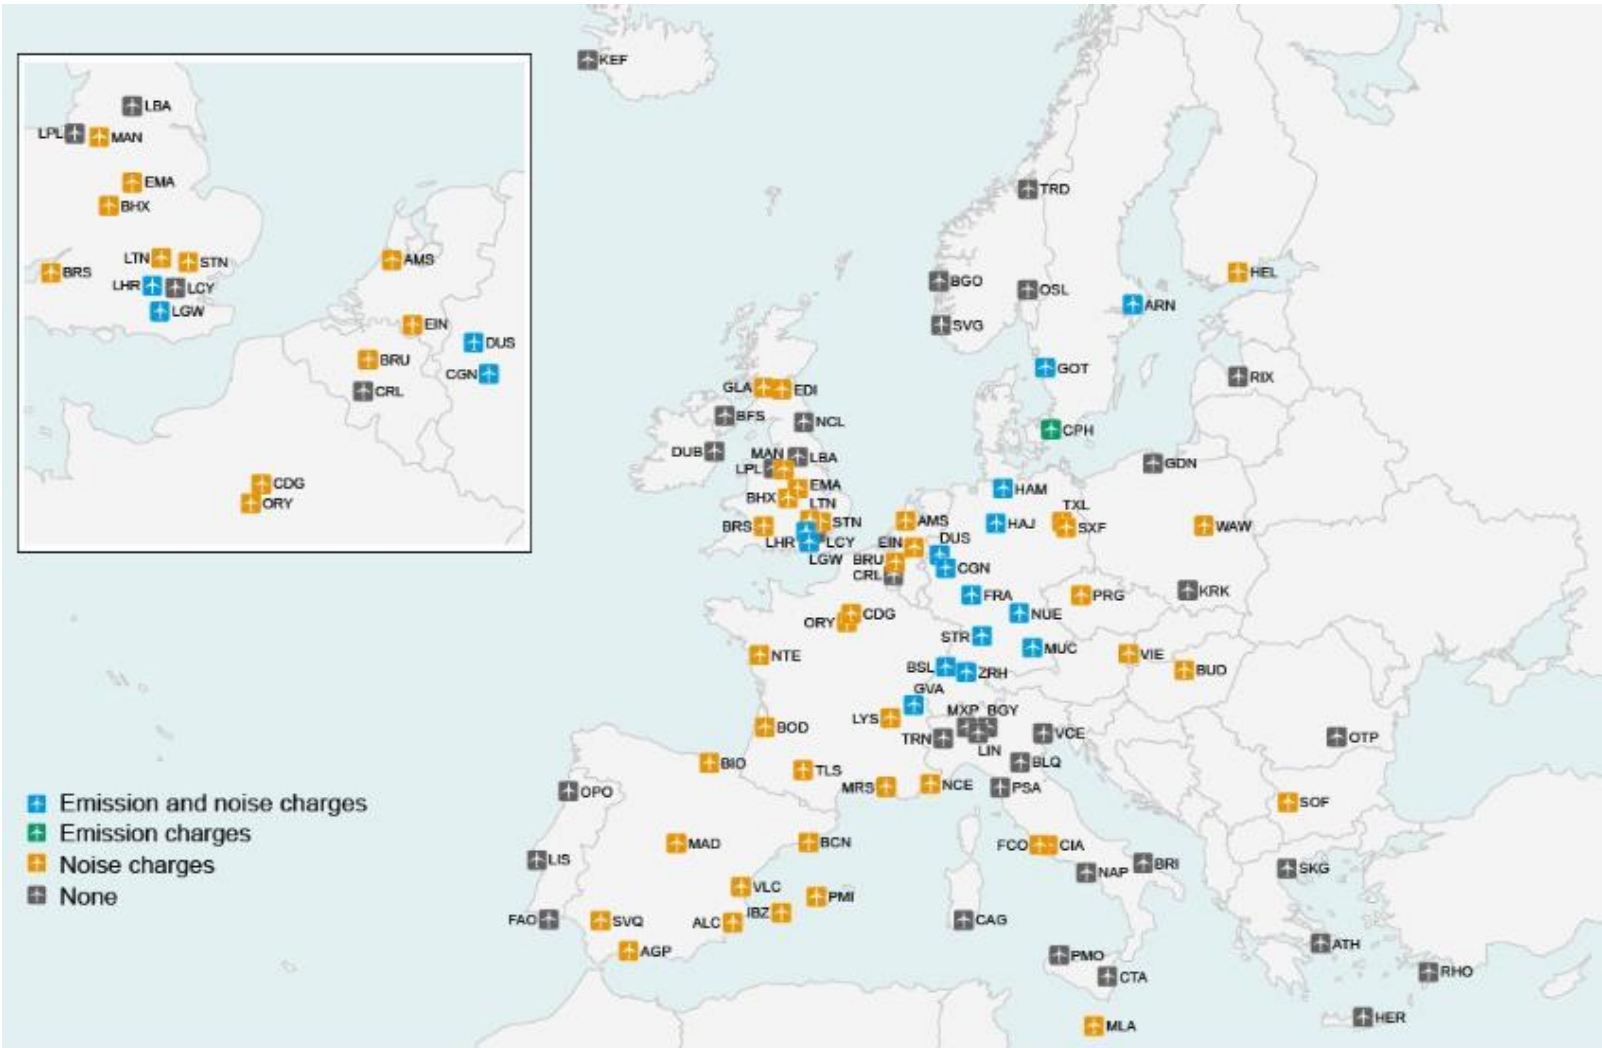 LBA
LPL MAN
EMA
BHX
LTN STN
BRS
LHR LCY
LGW
AMS
EIN
DUS
BRU
CGN
CRL
CDG
ORY
KEF
TRD
BGO
OSL
SVG
HEL
ARN
GOT
RIX
CPH
GDN
GLA EDI
BFS
NCL
DUB
MAN LBA
LPL
EMA
BHX
LTN
BRS
STN
LHR LCY
LGW
AMS
EIN
DUS
BRU
CGN
CRL
HAM
HAJ
TXL
SXF
WAW
FRA
NUE
PRG
KRK
ORY CDG
STR
MUC
VIE
BUD
NTE
BSL ZRH
GVA
LYS
MXP BGY
TRN
LIN
VCE
BLQ
OTP
BOD
BIO
TLS
MRS
NCE
PSA
SOF
OPO
MAD
BCN
FCO CIA
NAP
BRI
SKG
LIS
VLC
PMI
IBZ
FAO
SVQ
ALC
AGP
CAG
PMO
CTA
ATH
RHO
HER
MLA
Emission and noise charges
Emission charges
Noise charges
None